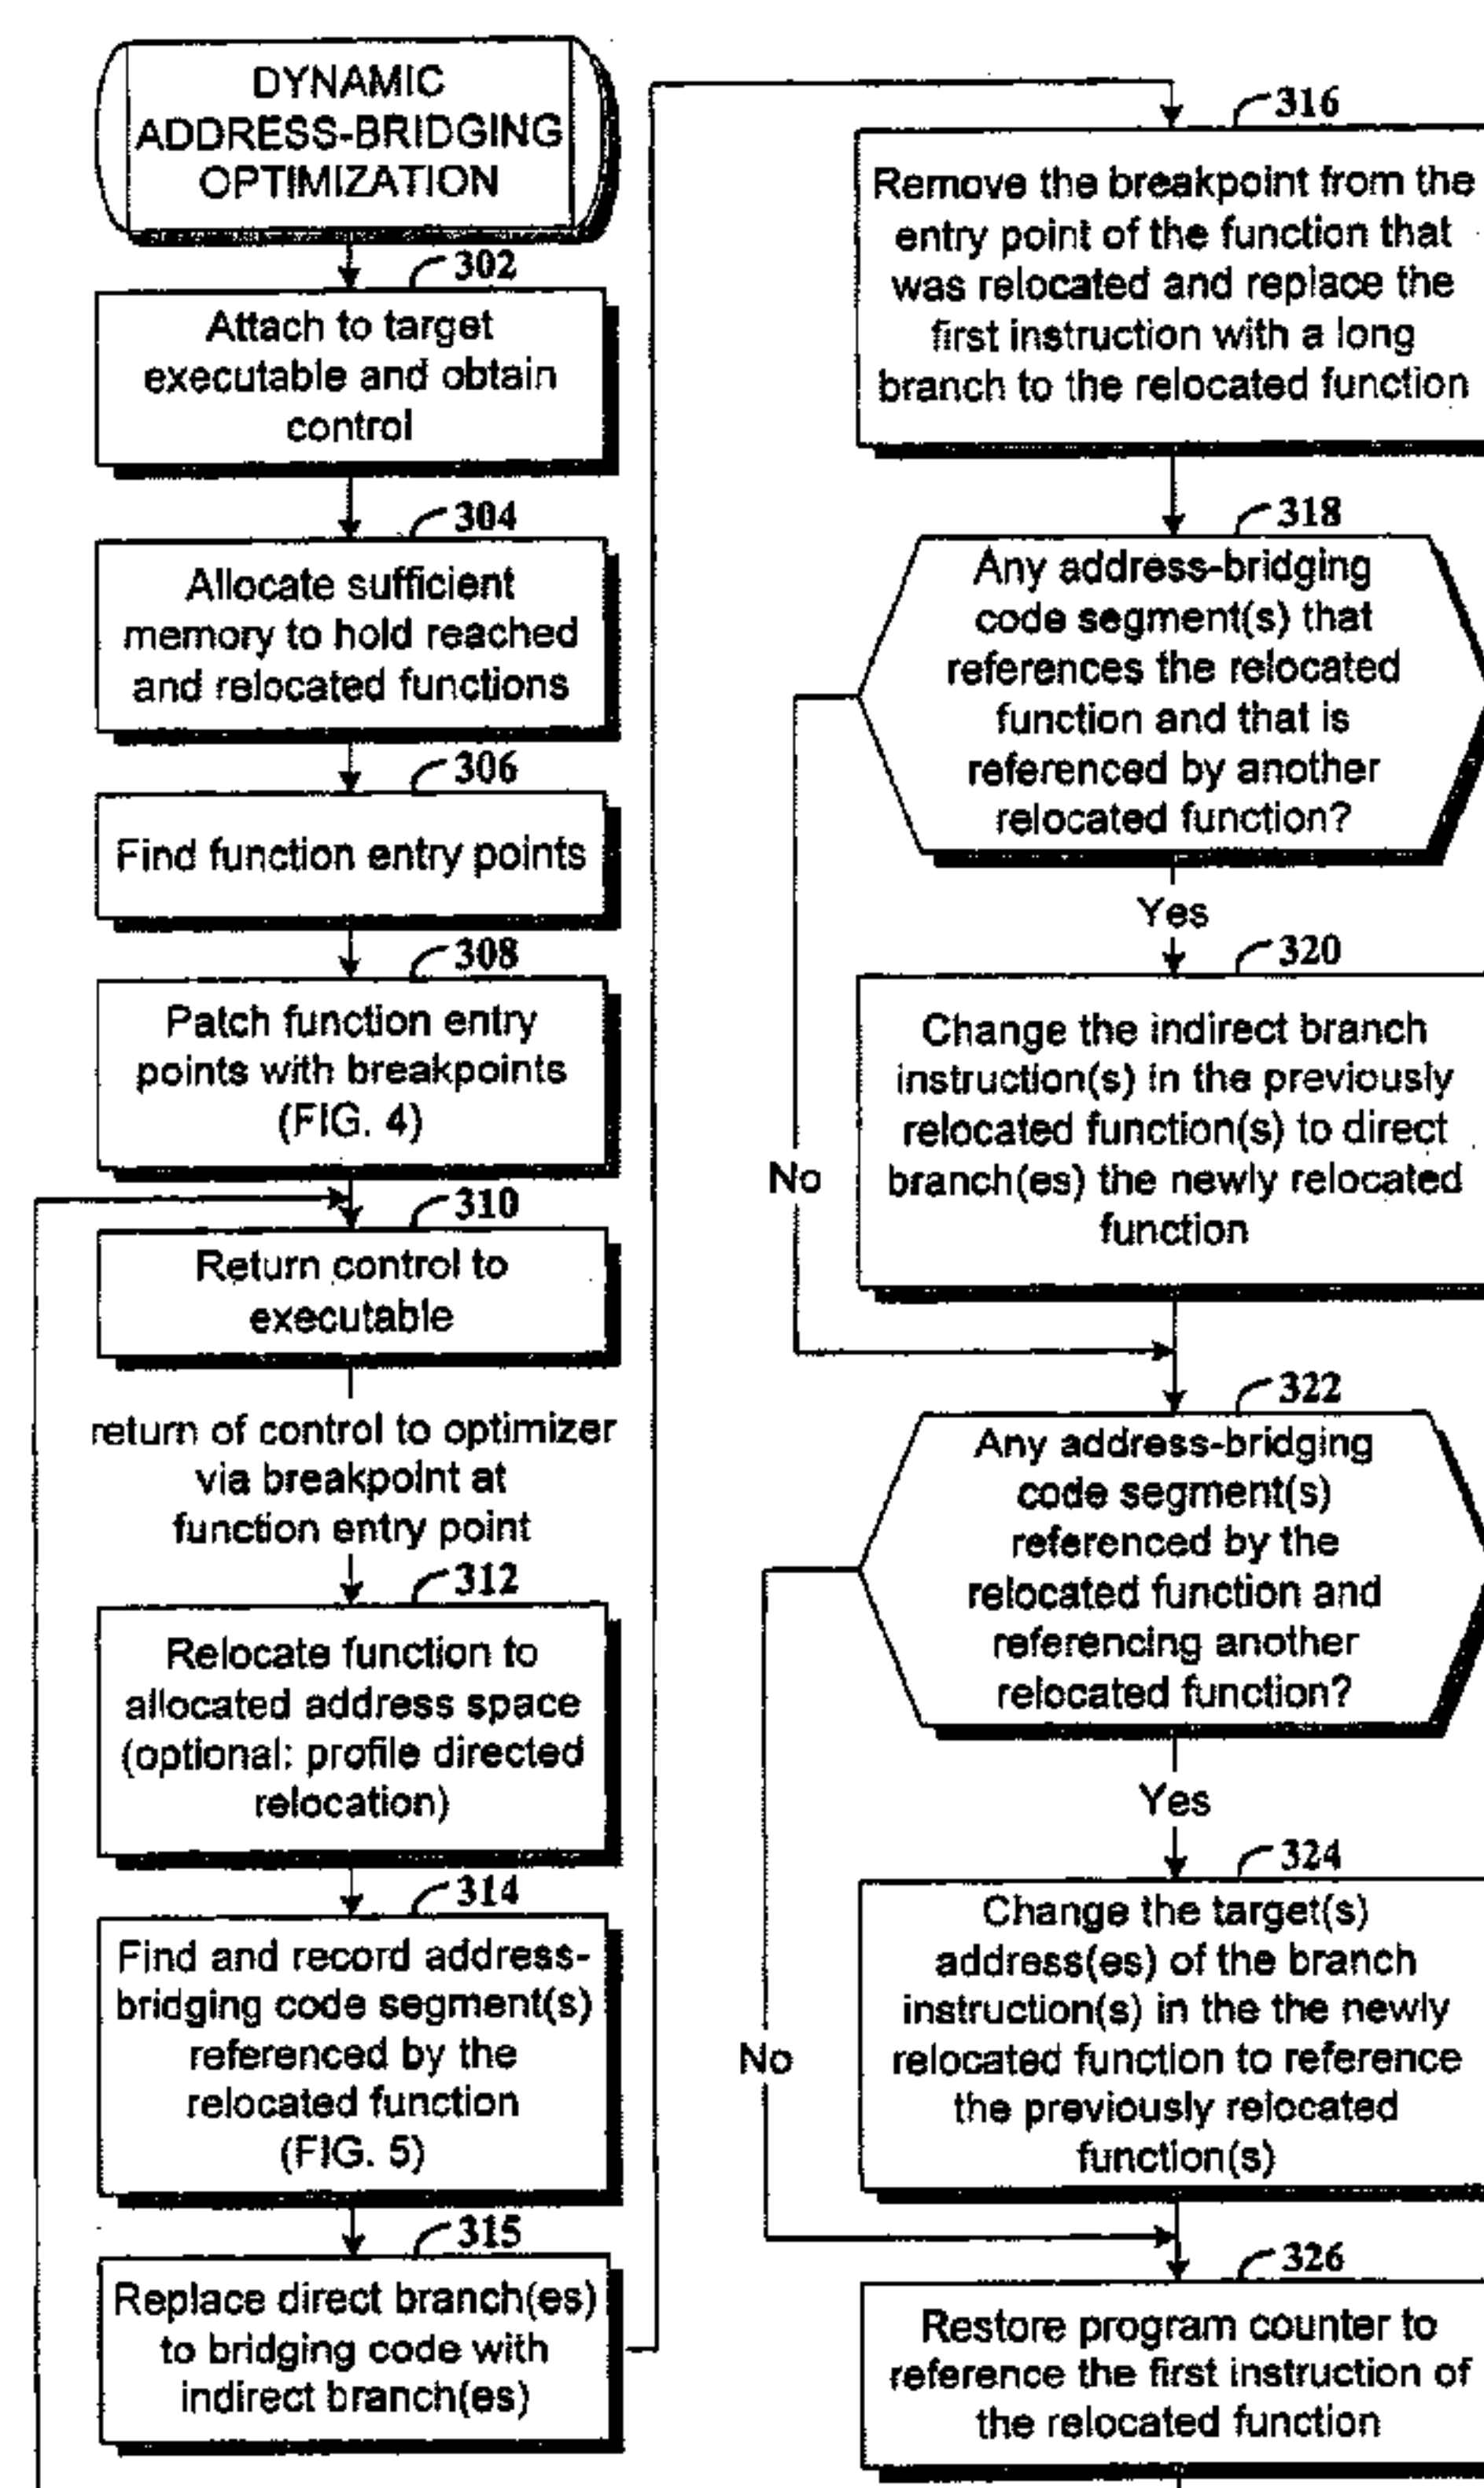 DYNAMIC
ADDRESS-BRIDGING
OPTIMIZATION
302
Attach to target
executable and obtain
control
304
Allocate sufficient
memory to hold reached
and relocated functions
306
Find function entry points
308
Patch function entry
points with breakpoints
(FIG. 4)
310
Return control to
executable
return of control to optimizer
via breakpoint at
function entry point
312
Relocate function to
allocated address space
(optional: profile directed
relocation)
314
Find and record address-
bridging code segment(s)
referenced by the
relocated function
(FIG. 5)
315
Replace direct branch(es)
to bridging code with
indirect branch(es)
316
Remove the breakpoint from the
entry point of the function that
was relocated and replace the
first instruction with a long
branch to the relocated function
318
Any address-bridging
code segment(s) that
references the relocated
function and that is
referenced by another
relocated function?
Yes
320
Change the indirect branch
instruction(s) in the previously
relocated function(s) to direct
branch(es) the newly relocated
function
No
322
Any address-bridging
code segment(s)
referenced by the
relocated function and
referencing another
relocated function?
Yes
324
Change the target(s)
address(es) of the branch
instruction(s) in the the newly
relocated function to reference
the previously relocated
function(s)
No
326
Restore program counter to
reference the first instruction of
the relocated function